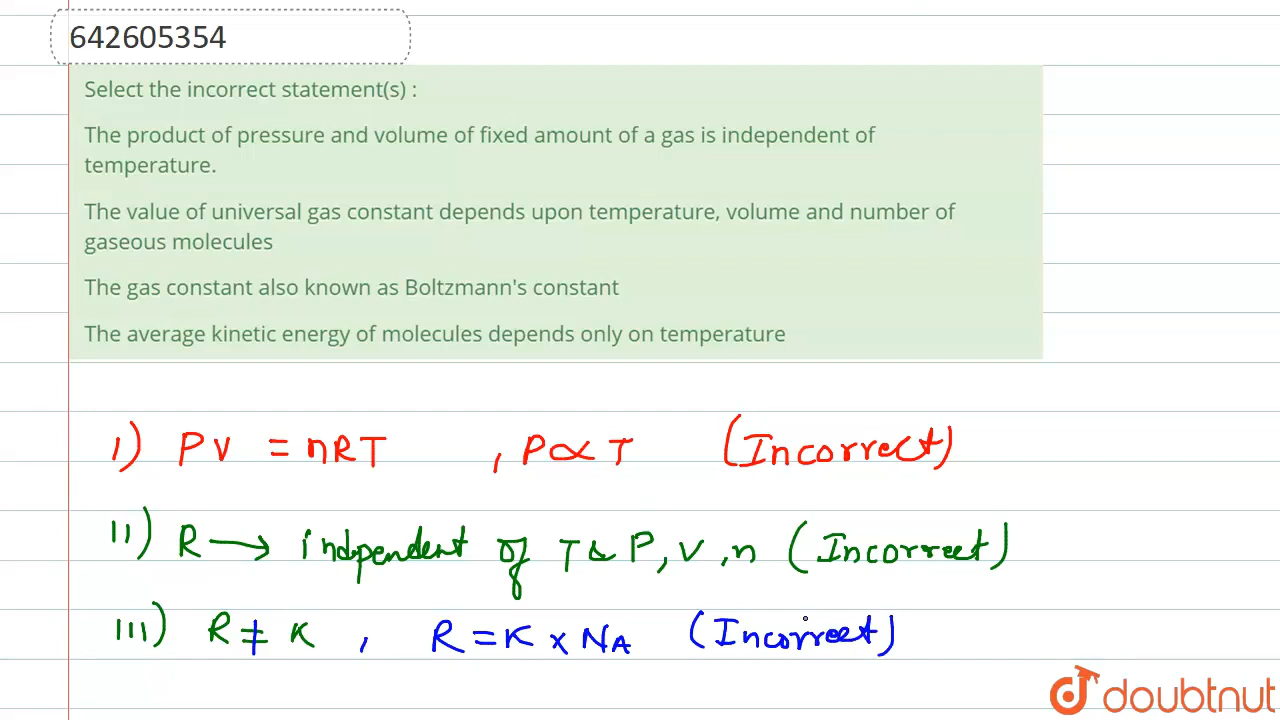 642605354
Select the incorrect statement(s) :
The product of pressure and volume of fixed amount of a gas is independent of
temperature.
The value of universal gas constant depends upon temperature, volume and number of
gaseous molecules
The gas constant also known as Boltzmann's constant
The average kinetic energy of molecules depends only on temperature
I) PV = nRT , P∝T (Incorrect)
II) R → independent of T & P, V, n (Incorrect)
III) R ≠ K , R = K × NA (Incorrect)
doubtnut